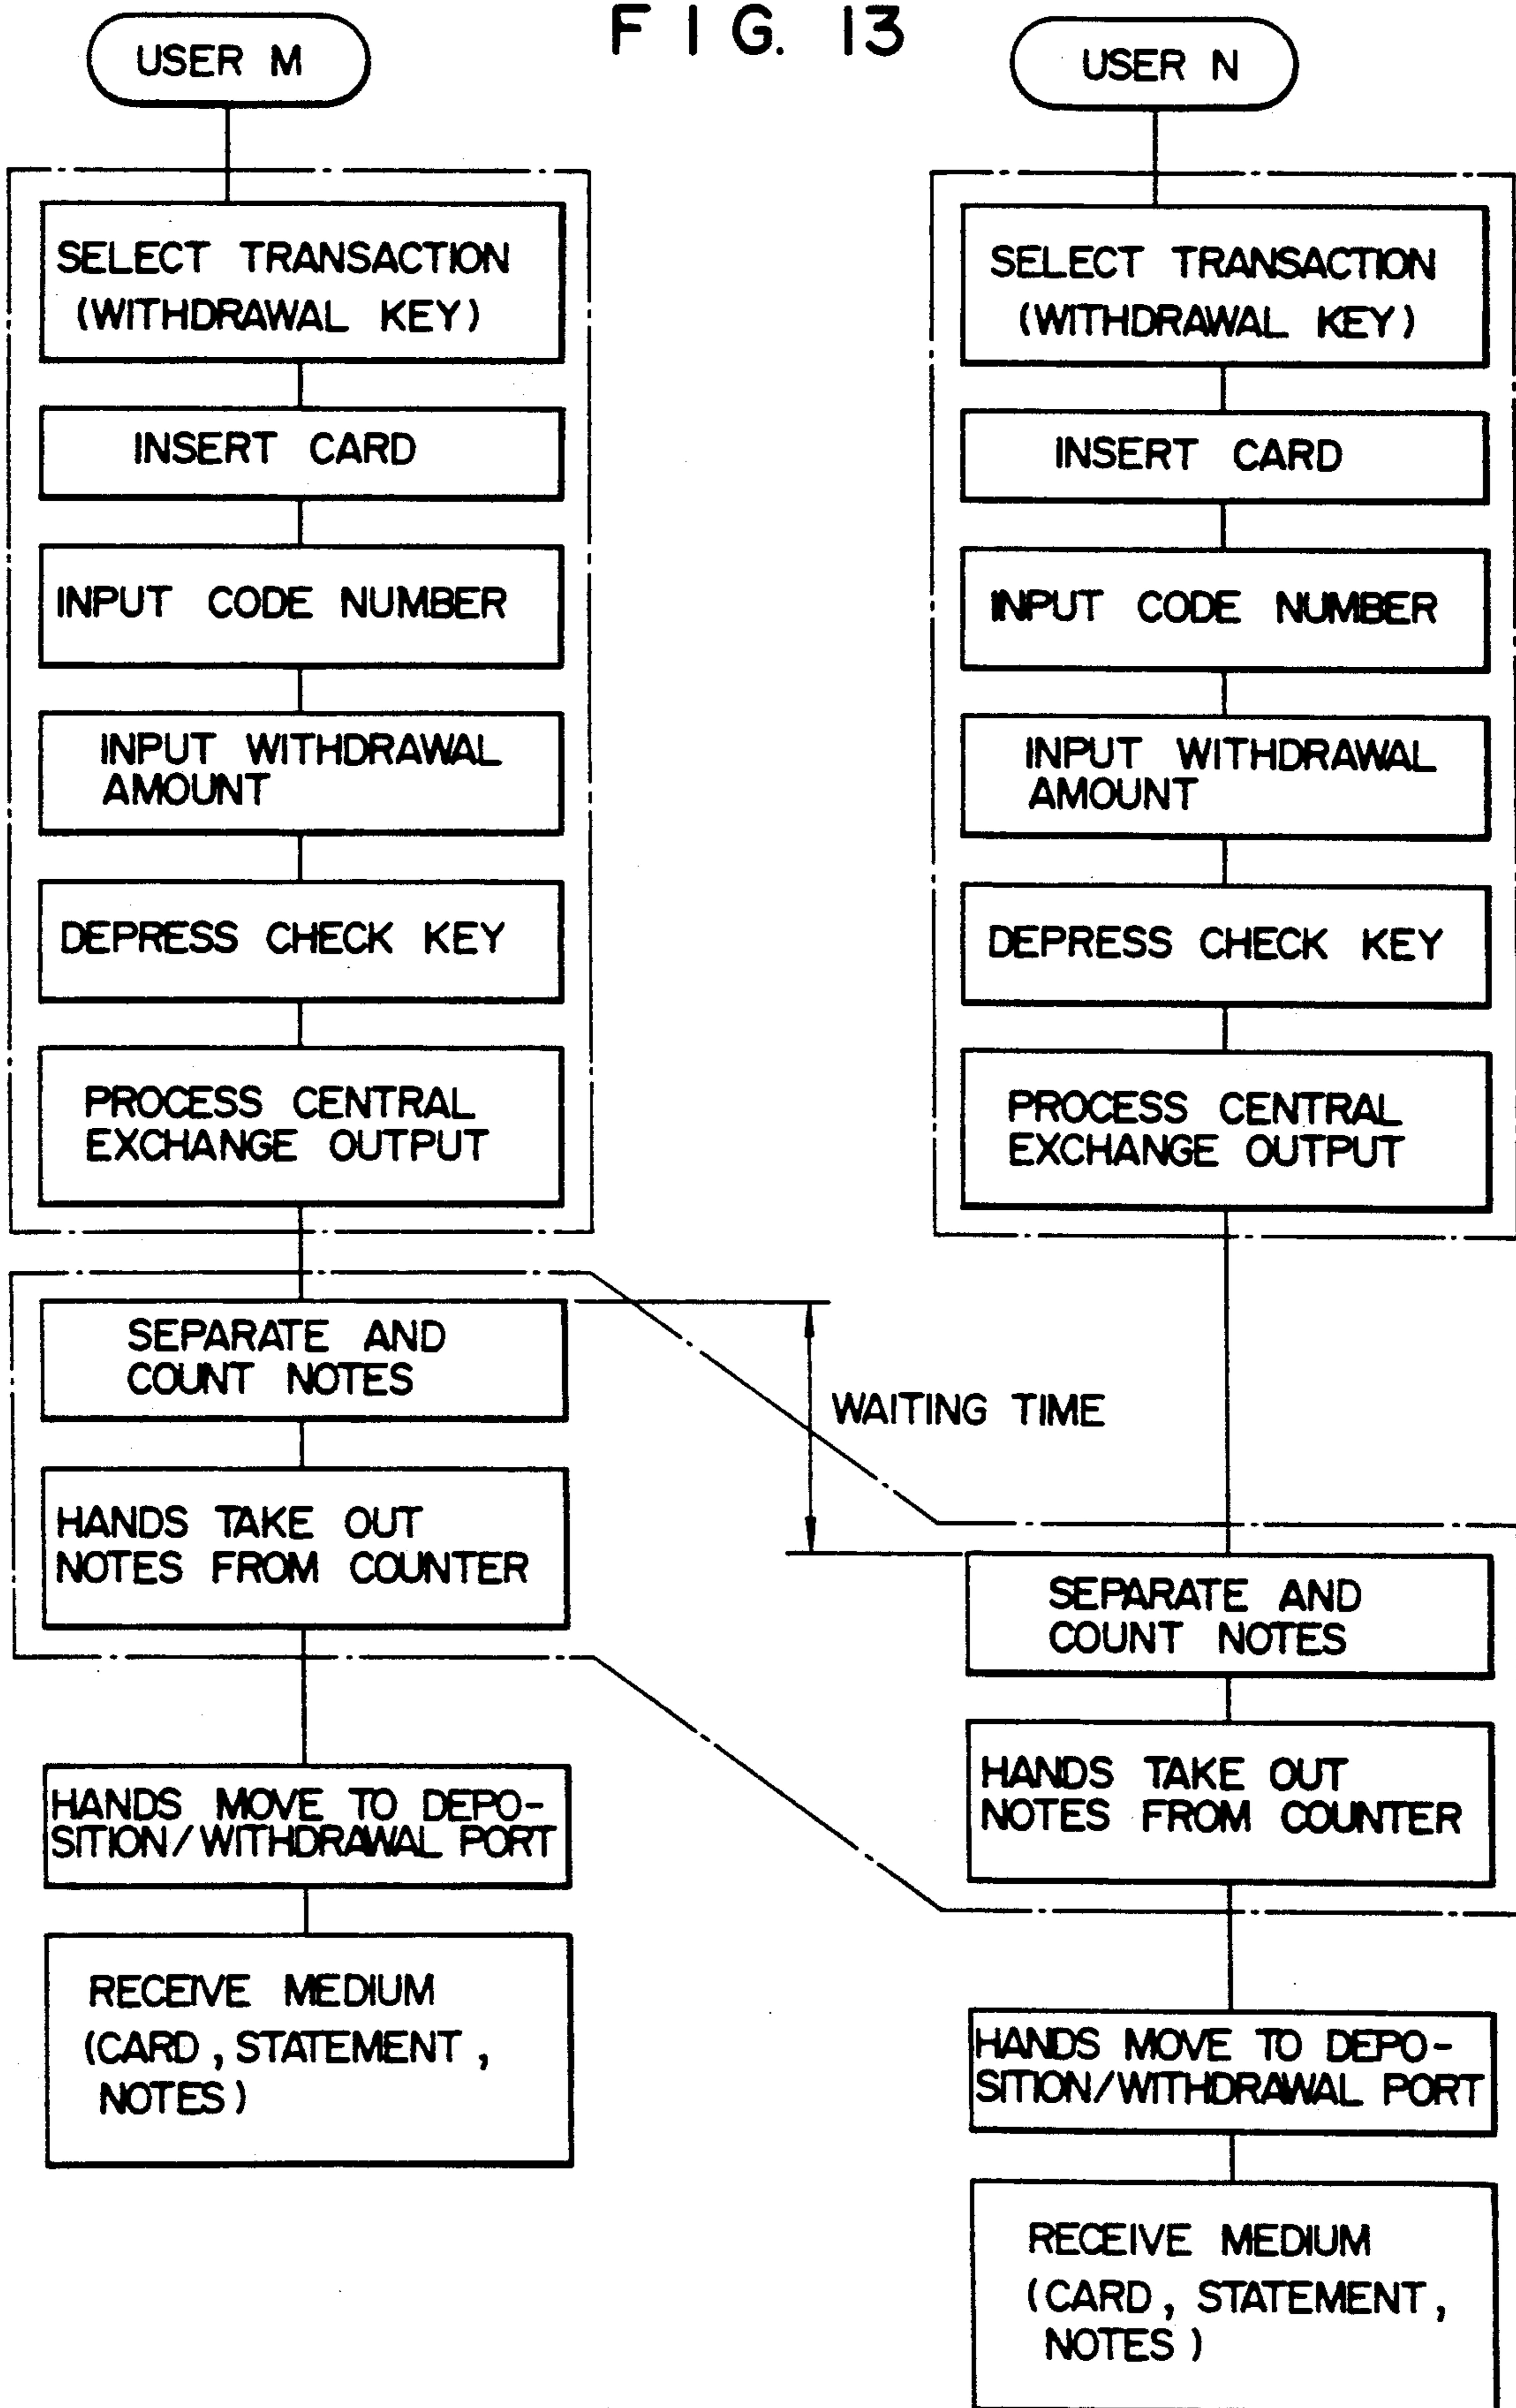 FIG. 13
USER M
SELECT TRANSACTION
(WITHDRAWAL KEY)
INSERT CARD
INPUT CODE NUMBER
INPUT WITHDRAWAL
AMOUNT
DEPRESS CHECK KEY
PROCESS CENTRAL
EXCHANGE OUTPUT
SEPARATE AND
COUNT NOTES
HANDS TAKE OUT
NOTES FROM COUNTER
HANDS MOVE TO DEPO-
SITION/WITHDRAWAL PORT
RECEIVE MEDIUM
(CARD, STATEMENT,
NOTES)
WAITING TIME
USER N
SELECT TRANSACTION
(WITHDRAWAL KEY)
INSERT CARD
INPUT CODE NUMBER
INPUT WITHDRAWAL
AMOUNT
DEPRESS CHECK KEY
PROCESS CENTRAL
EXCHANGE OUTPUT
SEPARATE AND
COUNT NOTES
HANDS TAKE OUT
NOTES FROM COUNTER
HANDS MOVE TO DEPO-
SITION/WITHDRAWAL PORT
RECEIVE MEDIUM
(CARD, STATEMENT,
NOTES)